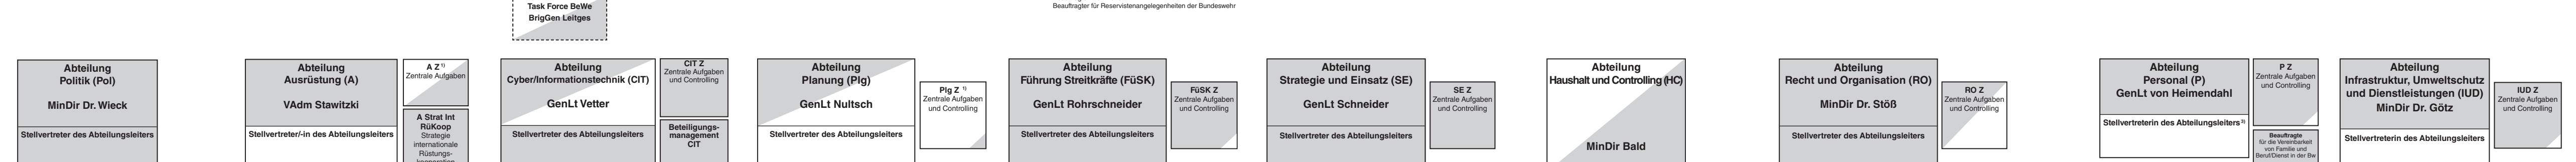 Task Force BeWe
BrigGen Leitges
Beauftragter für Reservistenangelegenheiten der Bundeswehr
Abteilung
Politik (Pol)
MinDir Dr. Wieck
Stellvertreter des Abteilungsleiters
Abteilung
Ausrüstung (A)
VAdm Stawitzki
Stellvertreter/-in des Abteilungsleiters
A Z ¹⁾
Zentrale Aufgaben
A Strat Int
RüKoop
Strategie
internationale
Rüstungs-
Abteilung
Cyber/Informationstechnik (CIT)
GenLt Vetter
Stellvertreter des Abteilungsleiters
CIT Z
Zentrale Aufgaben
und Controlling
Beteiligungs-
management
CIT
Abteilung
Planung (Plg)
GenLt Nultsch
Stellvertreter des Abteilungsleiters
Plg Z ¹⁾
Zentrale Aufgaben
und Controlling
Abteilung
Führung Streitkräfte (FüSK)
GenLt Rohrschneider
Stellvertreter des Abteilungsleiters
FüSK Z
Zentrale Aufgaben
und Controlling
Abteilung
Strategie und Einsatz (SE)
GenLt Schneider
Stellvertreter des Abteilungsleiters
SE Z
Zentrale Aufgaben
und Controlling
Abteilung
Haushalt und Controlling (HC)
MinDir Bald
Abteilung
Recht und Organisation (RO)
MinDir Dr. Stöß
Stellvertreter des Abteilungsleiters
RO Z
Zentrale Aufgaben
und Controlling
Abteilung
Personal (P)
GenLt von Heimendahl
Stellvertreterin des Abteilungsleiters ²⁾
P Z
Zentrale Aufgaben
und Controlling
Beauftragte
für die Vereinbarkeit
von Familie und
Beruf/Dienst in der Bw
Abteilung
Infrastruktur, Umweltschutz
und Dienstleistungen (IUD)
MinDir Dr. Götz
Stellvertreterin des Abteilungsleiters
IUD Z
Zentrale Aufgaben
und Controlling